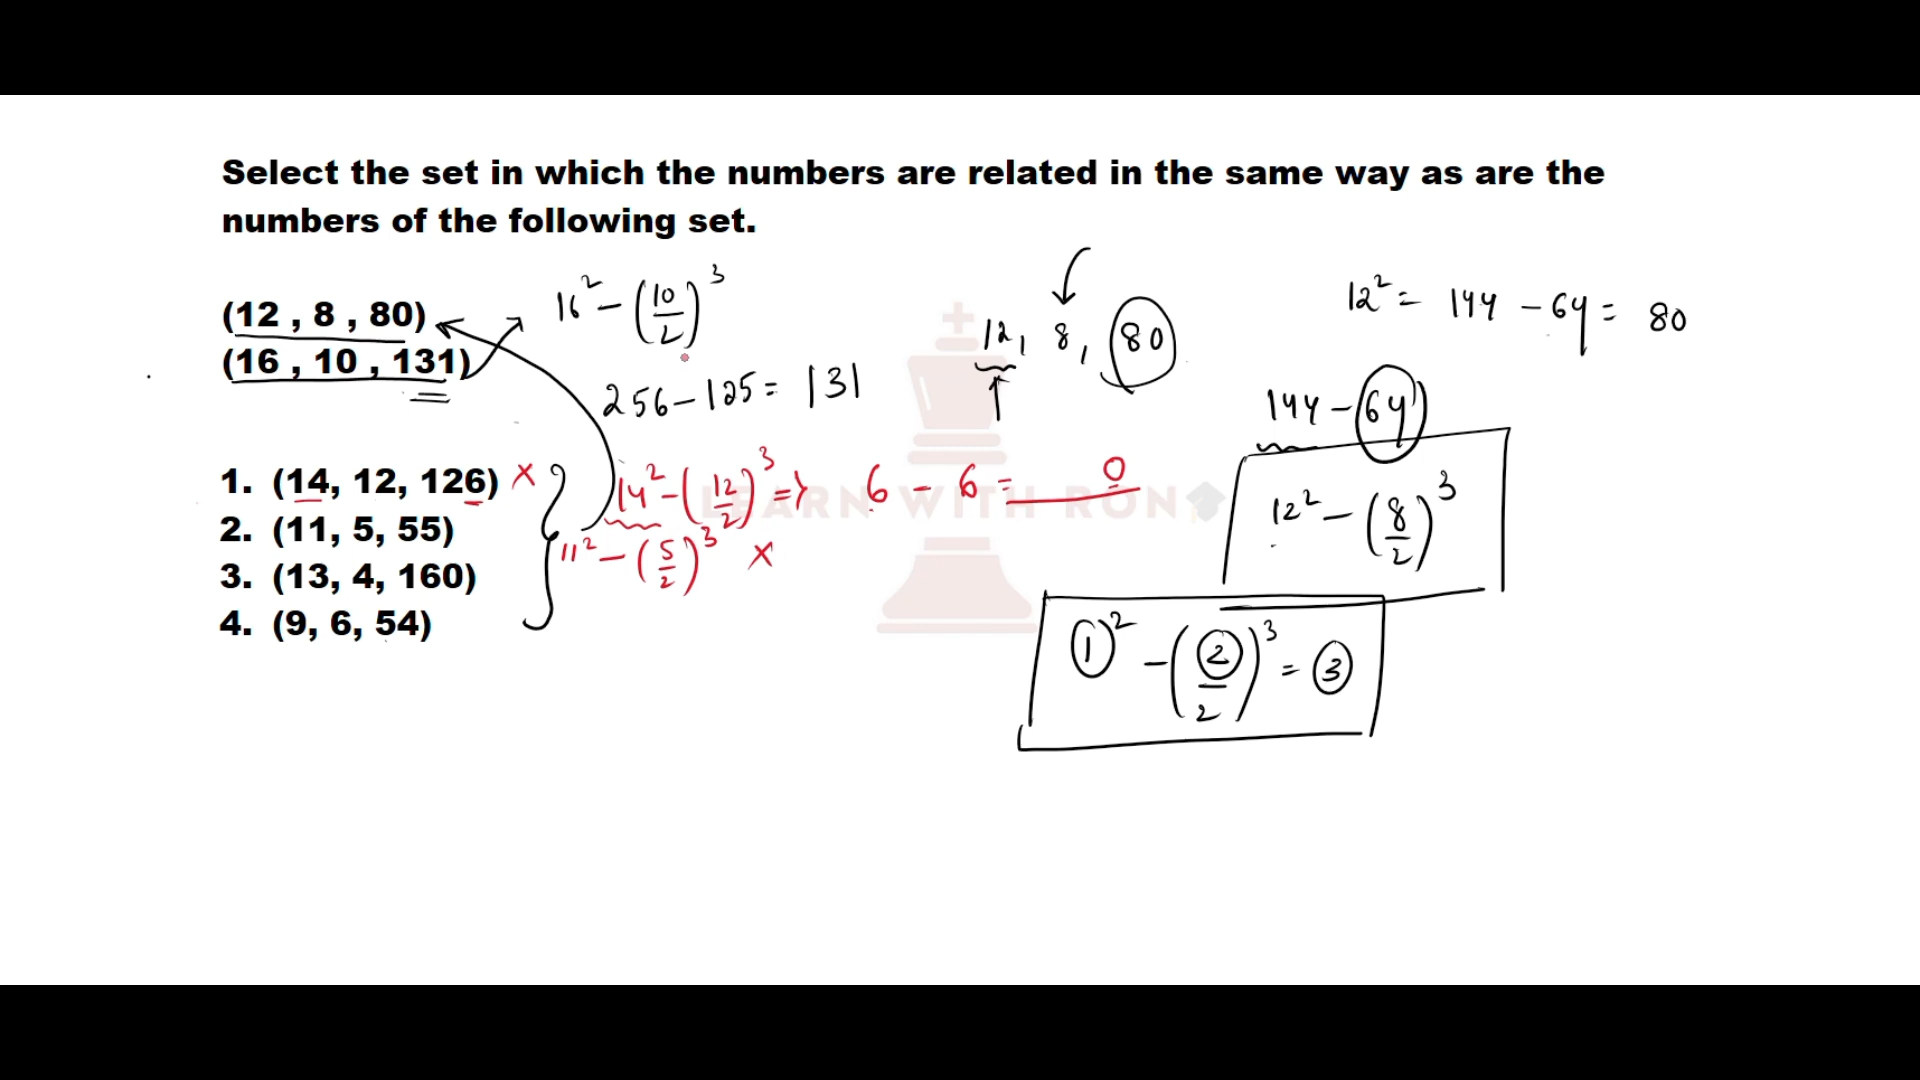 Select the set in which the numbers are related in the same way as are the
numbers of the following set.
(12 , 8 , 80)
(16 , 10 , 131)
16² - (10/2)³
256 - 125 = 131
12, 8, 80
12² = 144 - 64 = 80
144 - 64
12² - (8/2)³
1. (14, 12, 126) X
2. (11, 5, 55)
3. (13, 4, 160)
4. (9, 6, 54)
14² - (12/2)³ => 6 - 6 = 0
11² - (5/2)³ X
LEARN WITH RON
①² - (②/2)³ = ③